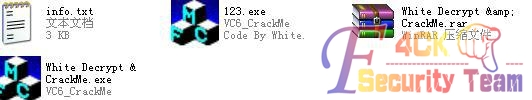 info.txt
文本文档
3 KB
123.exe
VC6_CrackMe
Code By White.
White Decrypt &amp;
CrackMe.rar
WinRAR 压缩文件
White Decrypt &
CrackMe.exe
VC6_CrackMe
F4CK
Security Team